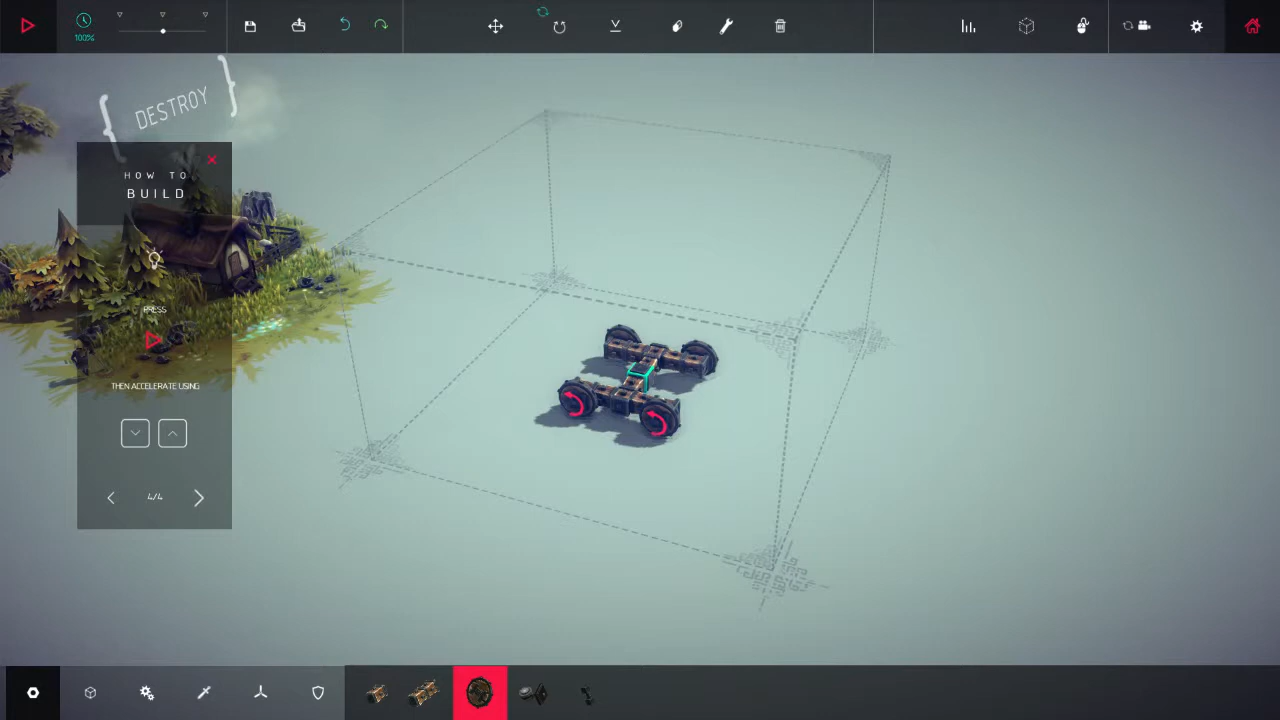 100%
DESTROY
HOW TO
BUILD
PRESS
THEN ACCELERATE USING
4/4